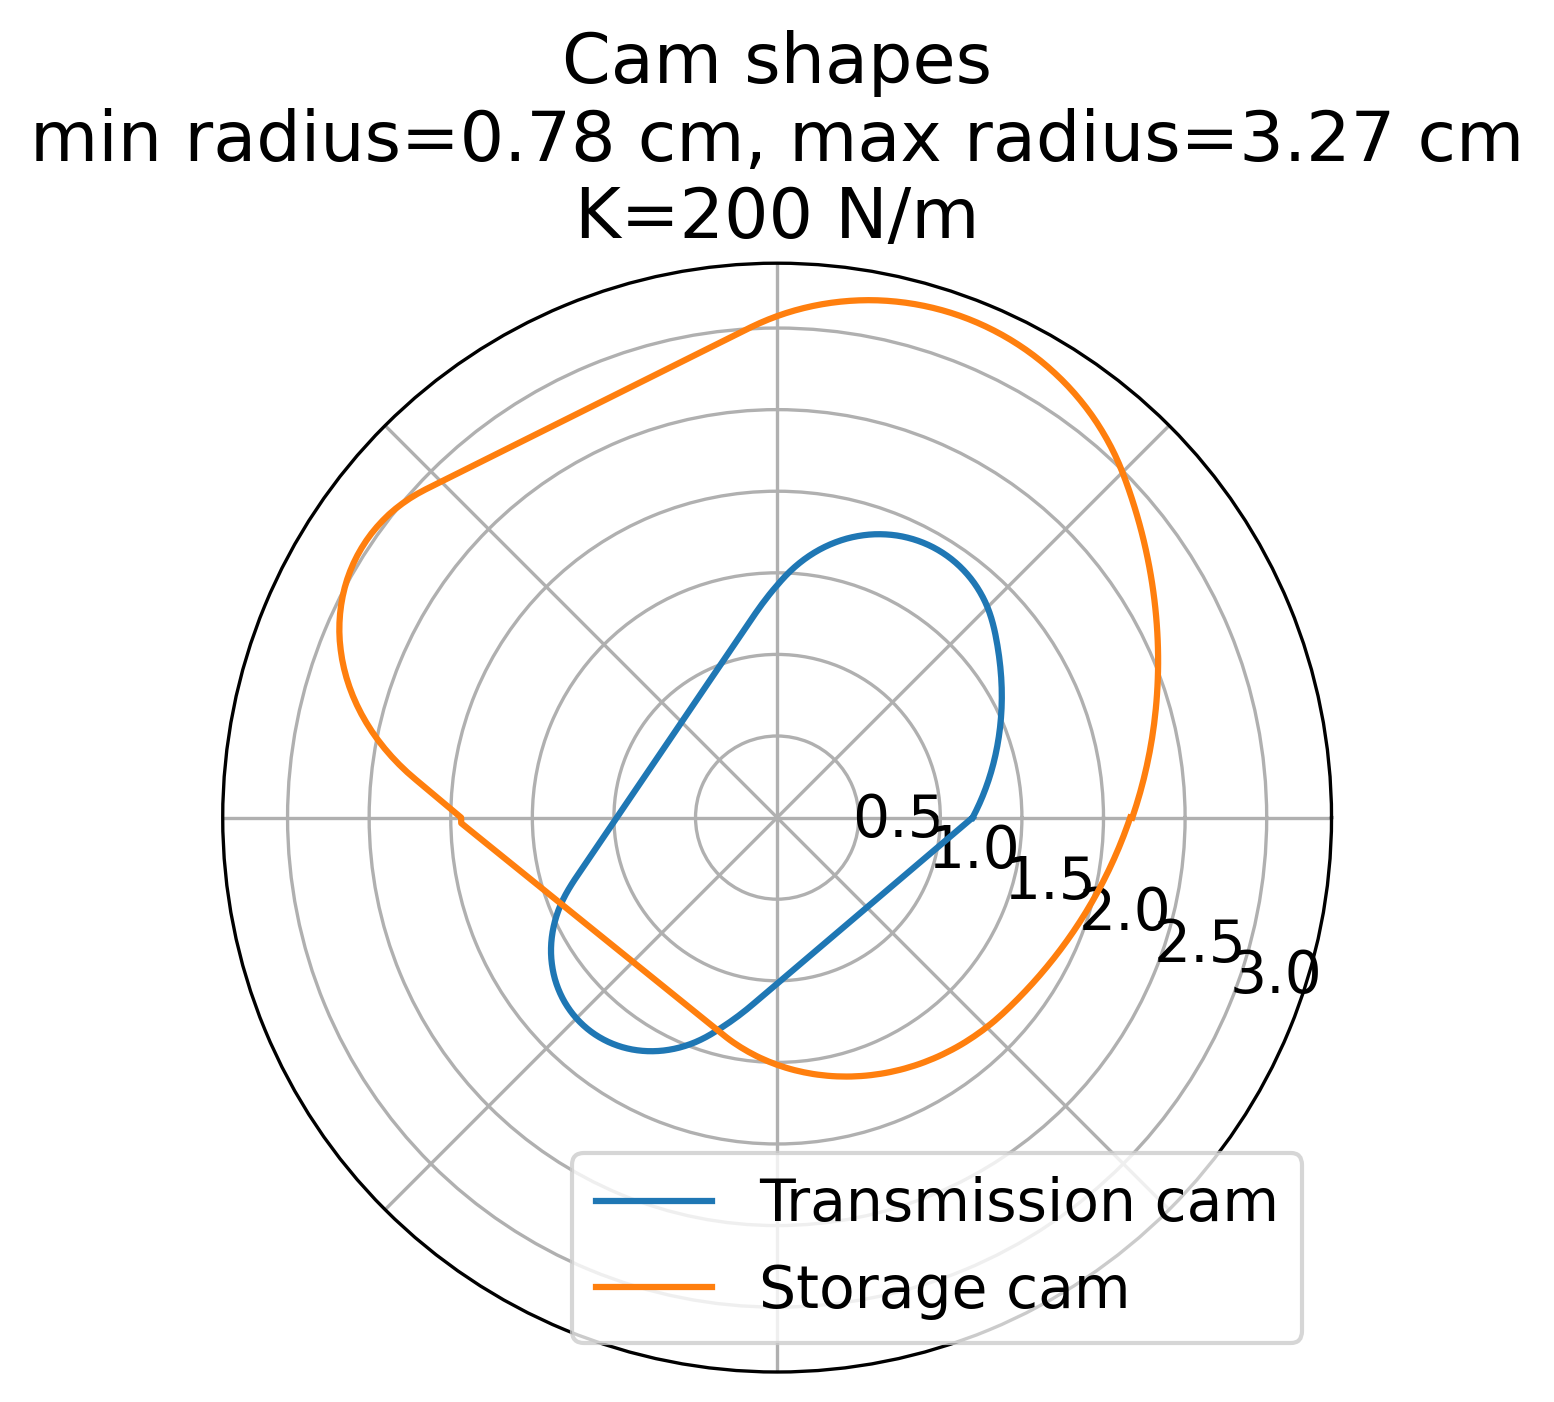 Cam shapes
min radius=0.78 cm, max radius=3.27 cm
K=200 N/m
0.5
1.0
1.5
2.0
2.5
3.0
Transmission cam
Storage cam